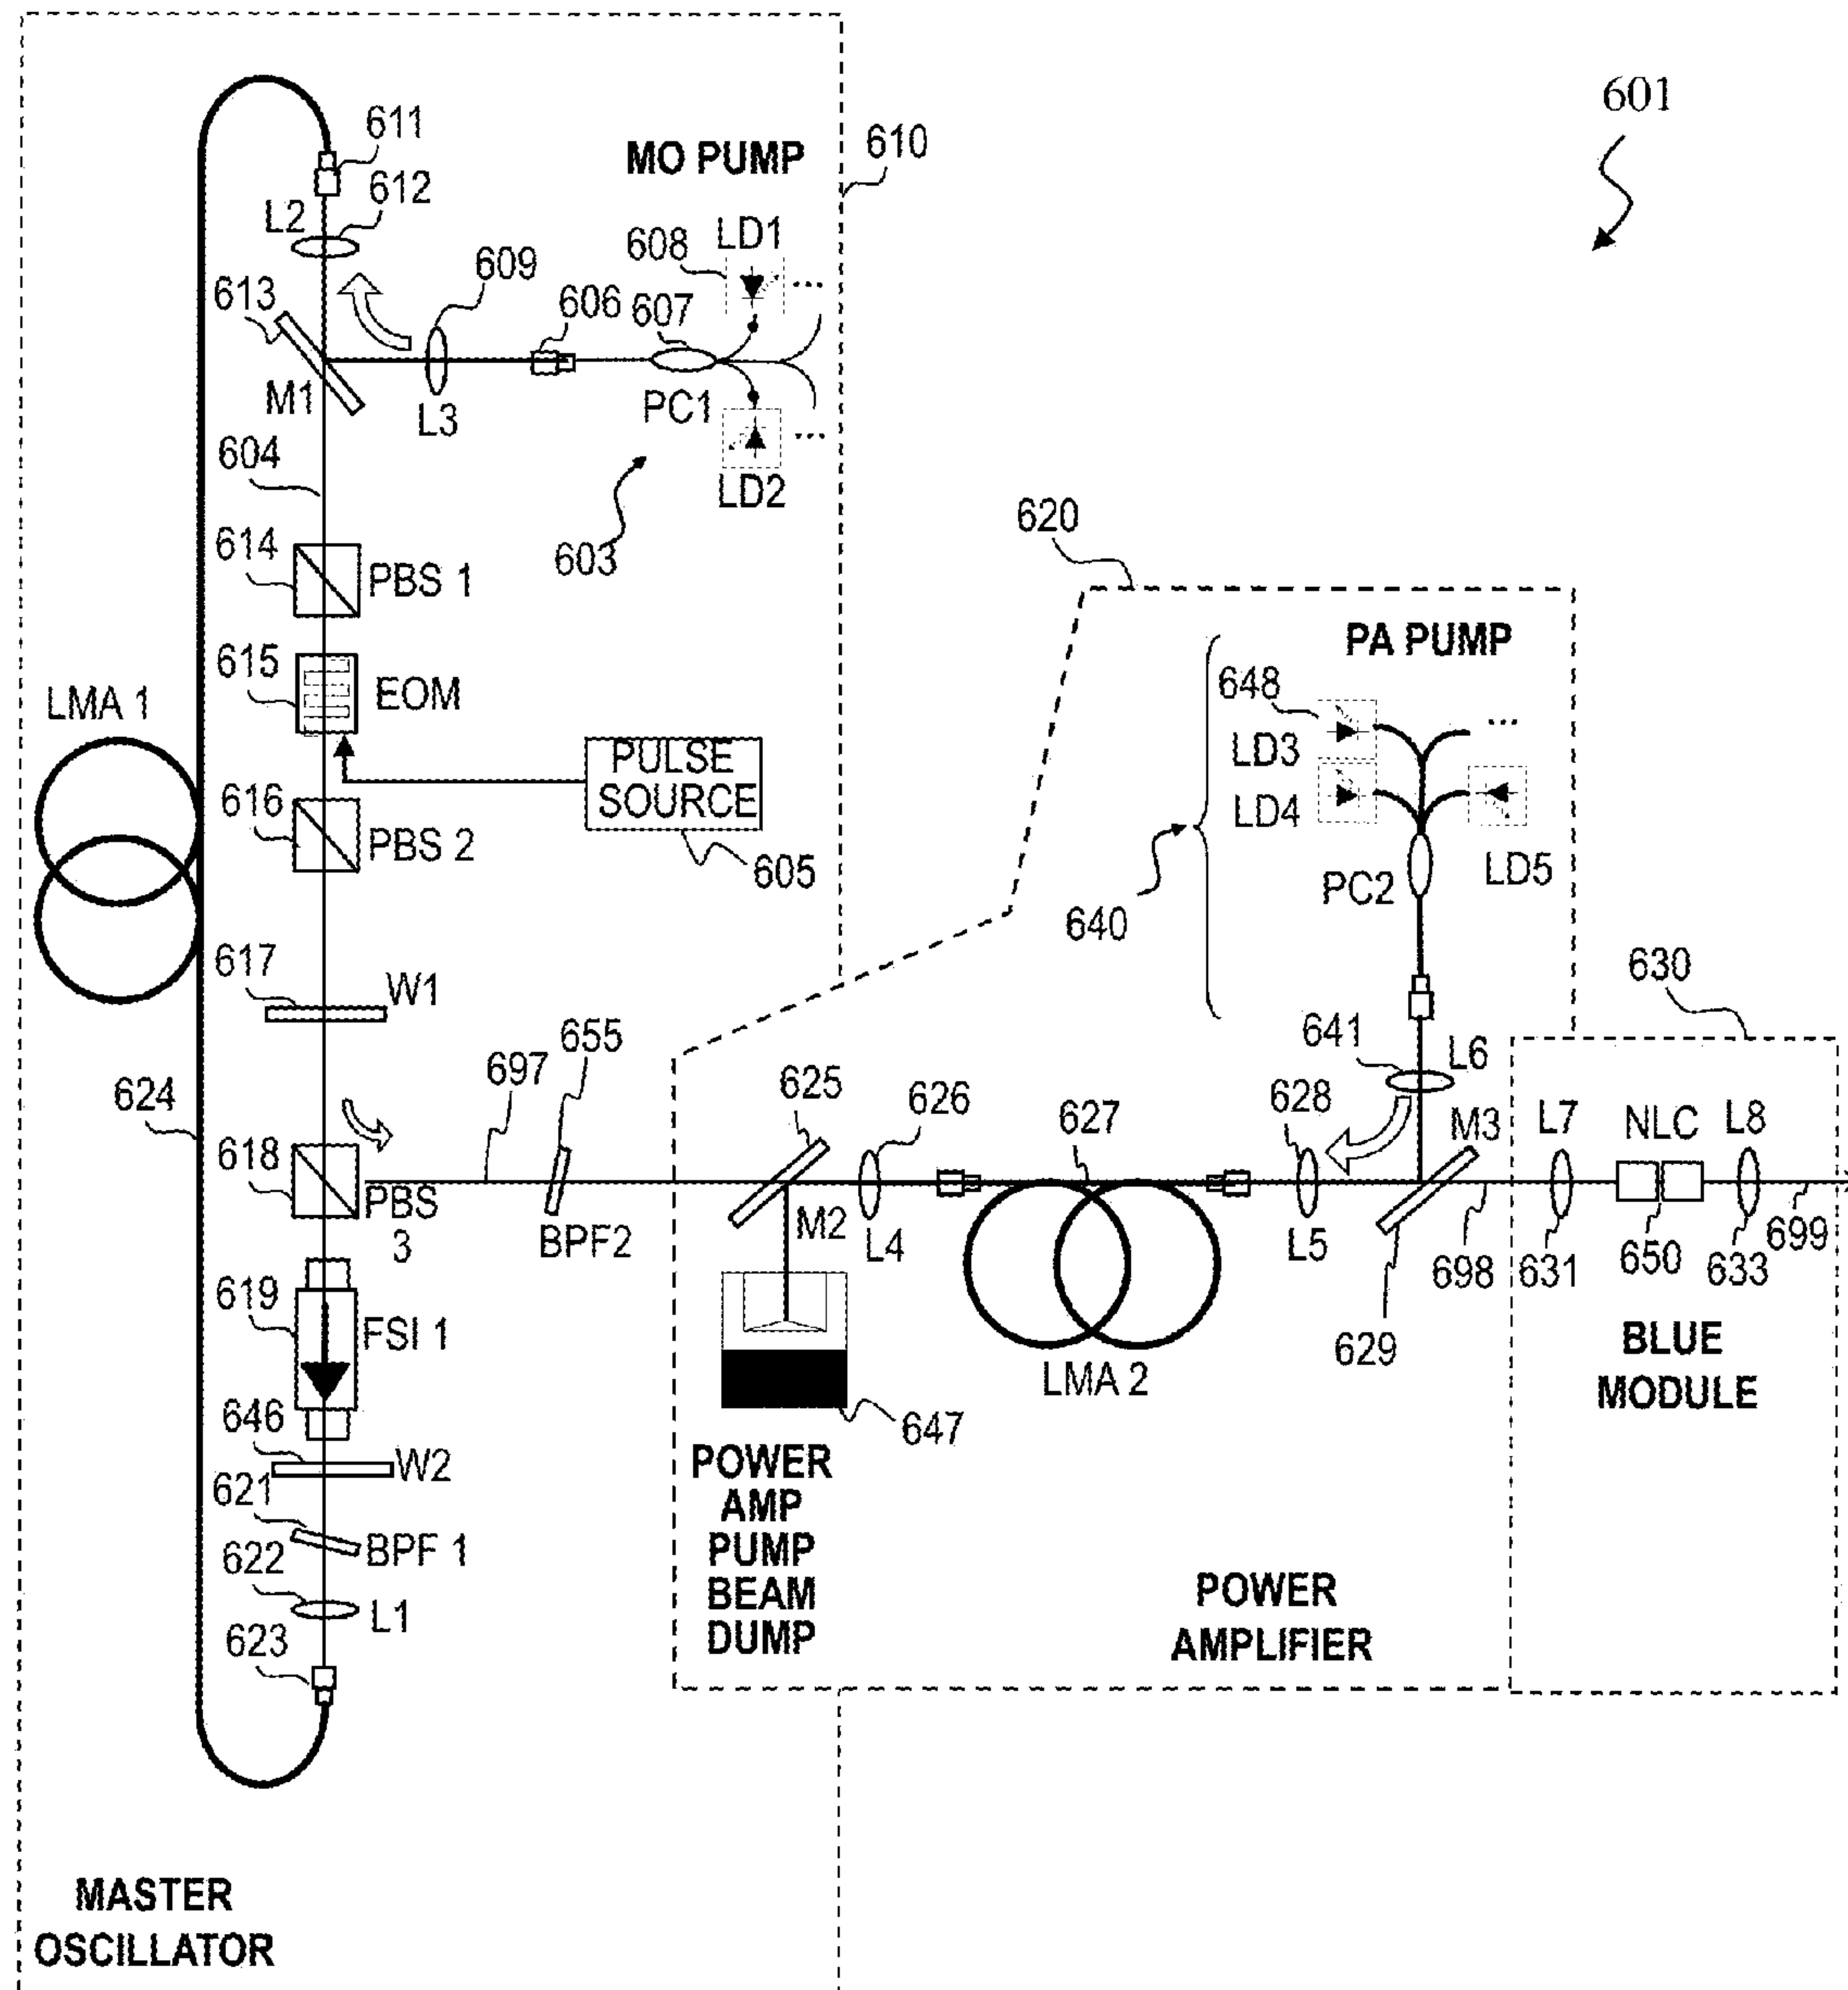 601
611
MO PUMP
610
612
L2
608
LD1
...
609
613
606
607
M1
L3
PC1
...
LD2
604
603
614
PBS 1
620
PA PUMP
615
EOM
648
...
LMA 1
LD3
PULSE
SOURCE
LD4
616
PBS 2
605
LD5
PC2
640
617
W1
630
655
641
L6
697
625
626
628
M3
624
627
L7
NLC
L8
618
PBS
3
BPF2
M2
L4
L5
698
631
650
633
699
619
FSI 1
LMA 2
629
BLUE
MODULE
646
647
W2
621
POWER
AMP
PUMP
BEAM
DUMP
BPF 1
622
L1
POWER
AMPLIFIER
623
MASTER
OSCILLATOR